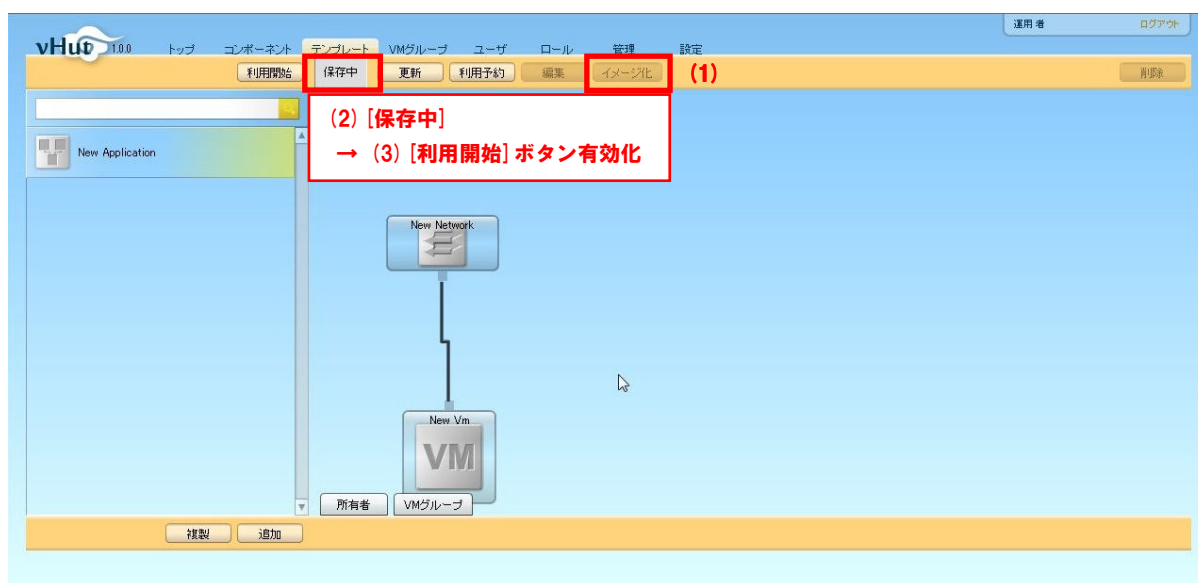 運用 者 ログアウト
vHut 1.0.0 トップ コンポーネント テンプレート VMグループ ユーザ ロール 管理 設定
利用開始 保存中 更新 利用予約 編集 イメージ化 (1) 削除
(2) [保存中]
→ (3) [利用開始] ボタン有効化
New Application
New Network
New Vm
VM
所有者 VMグループ
複製 追加